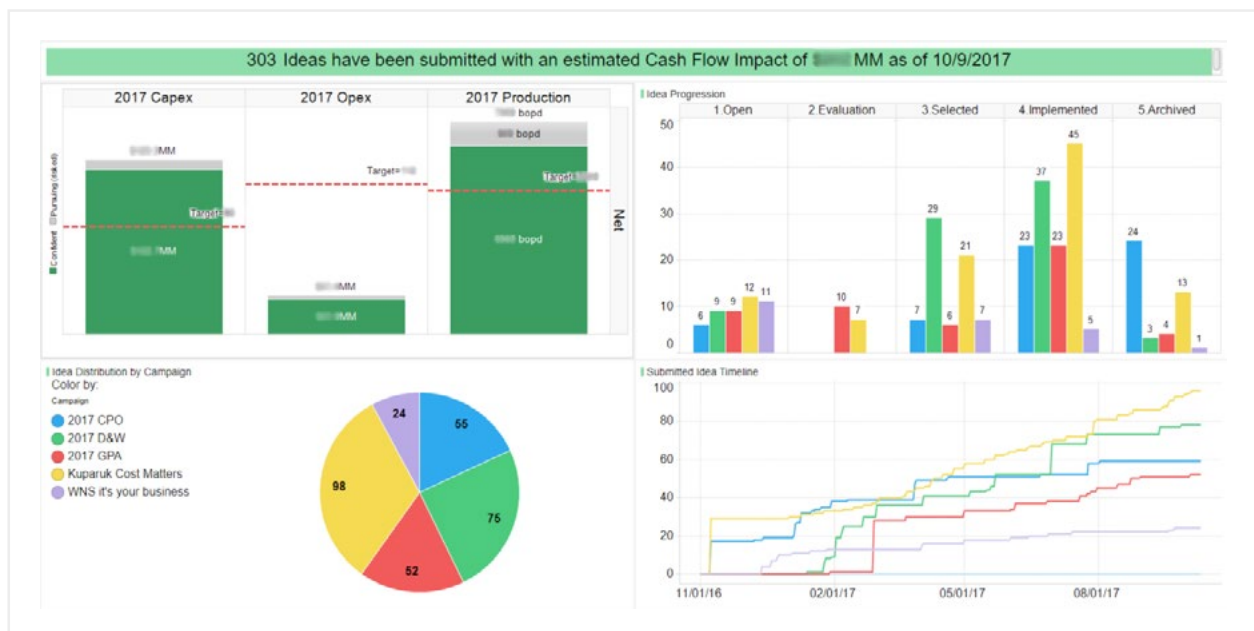 303 Ideas have been submitted with an estimated Cash Flow Impact of MM as of 10/9/2017
2017 Capex
2017 Opex
2017 Production
Confident
Pursuing (risked)
bopd
bopd
MM
Target=
Target=
Target=
MM
bopd
MM
MM
Net
Idea Progression
1.Open
2.Evaluation
3.Selected
4.Implemented
5.Archived
50
40
30
20
10
0
6
9
9
12
11
10
7
7
29
6
21
7
23
37
23
45
5
24
3
4
13
1
Idea Distribution by Campaign
Color by:
Campaign
2017 CPO
2017 D&W
2017 GPA
Kuparuk Cost Matters
WNS it's your business
24
55
98
75
52
Submitted Idea Timeline
100
80
60
40
20
0
11/01/16
02/01/17
05/01/17
08/01/17